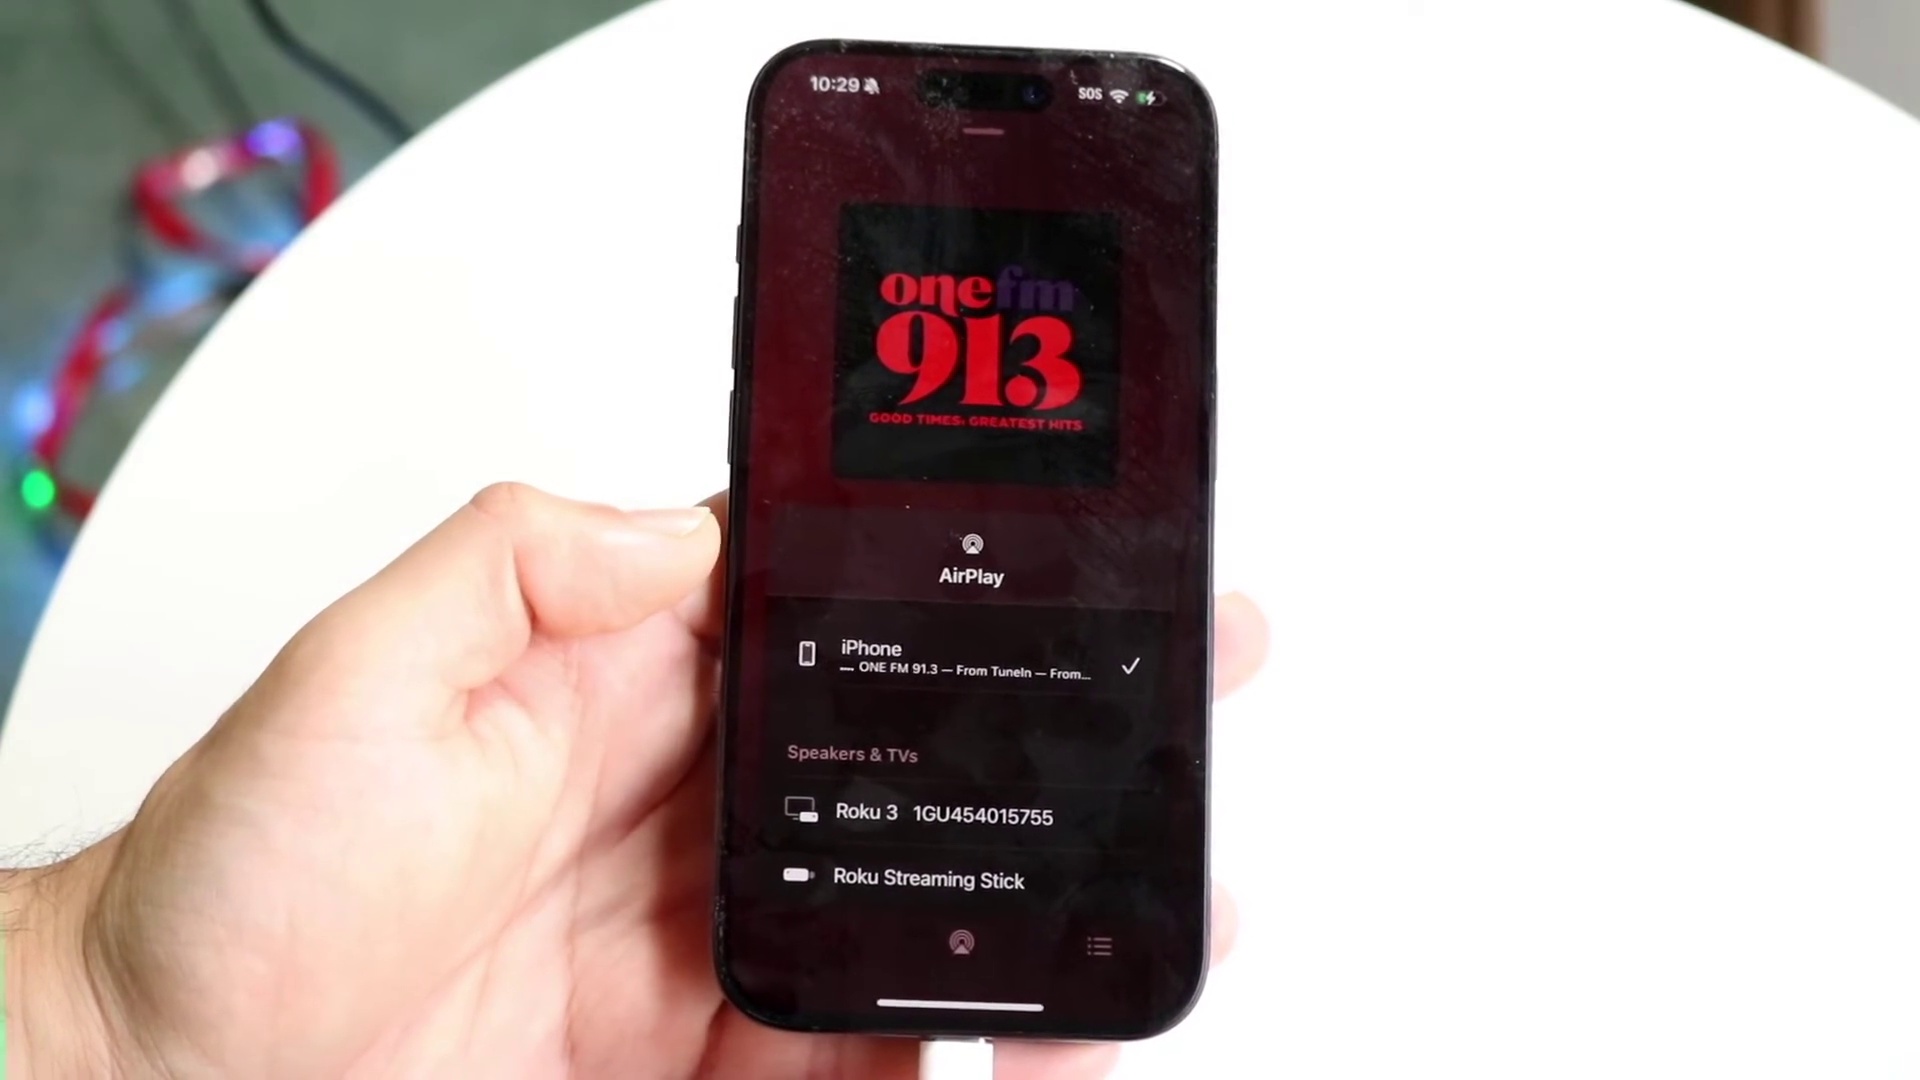 10:29
SOS
onefm
913
GOOD TIMES, GREATEST HITS
AirPlay
iPhone
ONE FM 91.3 — From TuneIn — From...
Speakers & TVs
Roku 3 1GU454015755
Roku Streaming Stick